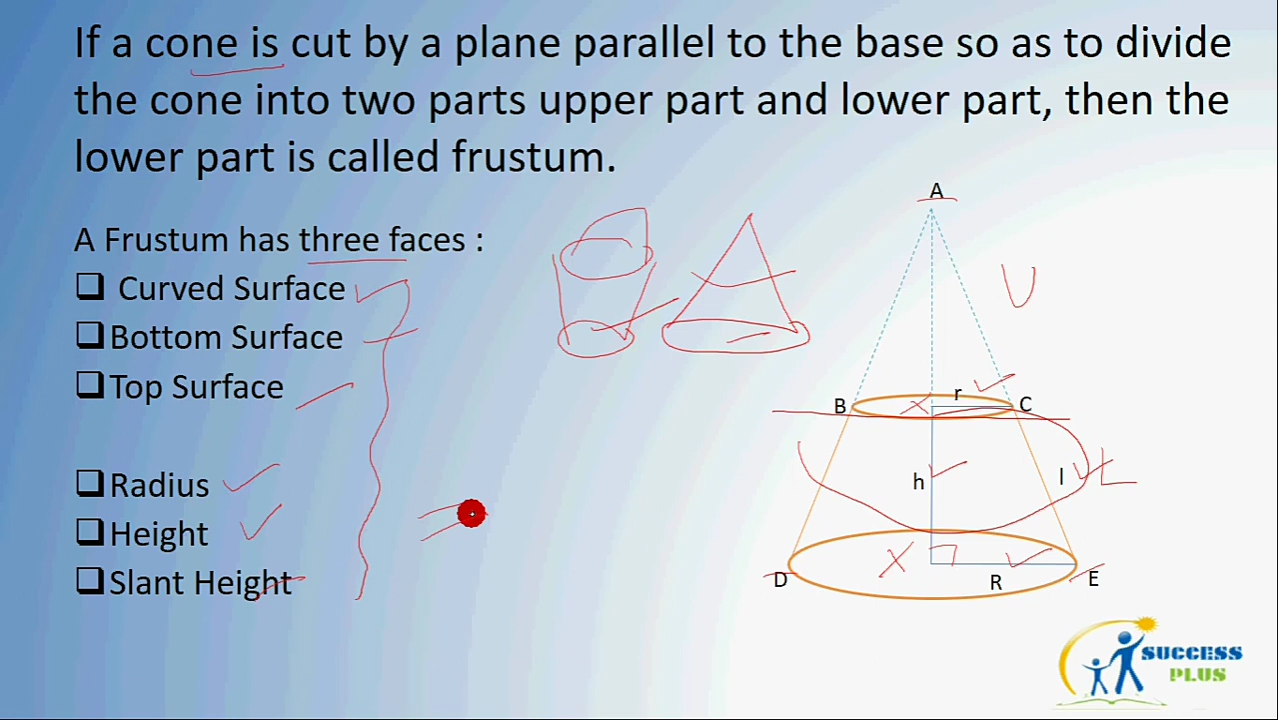 If a cone is cut by a plane parallel to the base so as to divide
the cone into two parts upper part and lower part, then the
lower part is called frustum.
A Frustum has three faces :
Curved Surface
Bottom Surface
Top Surface
Radius
Height
Slant Height
A
U
B
r
C
h
l
L
D
R
E
SUCCESS
PLUS